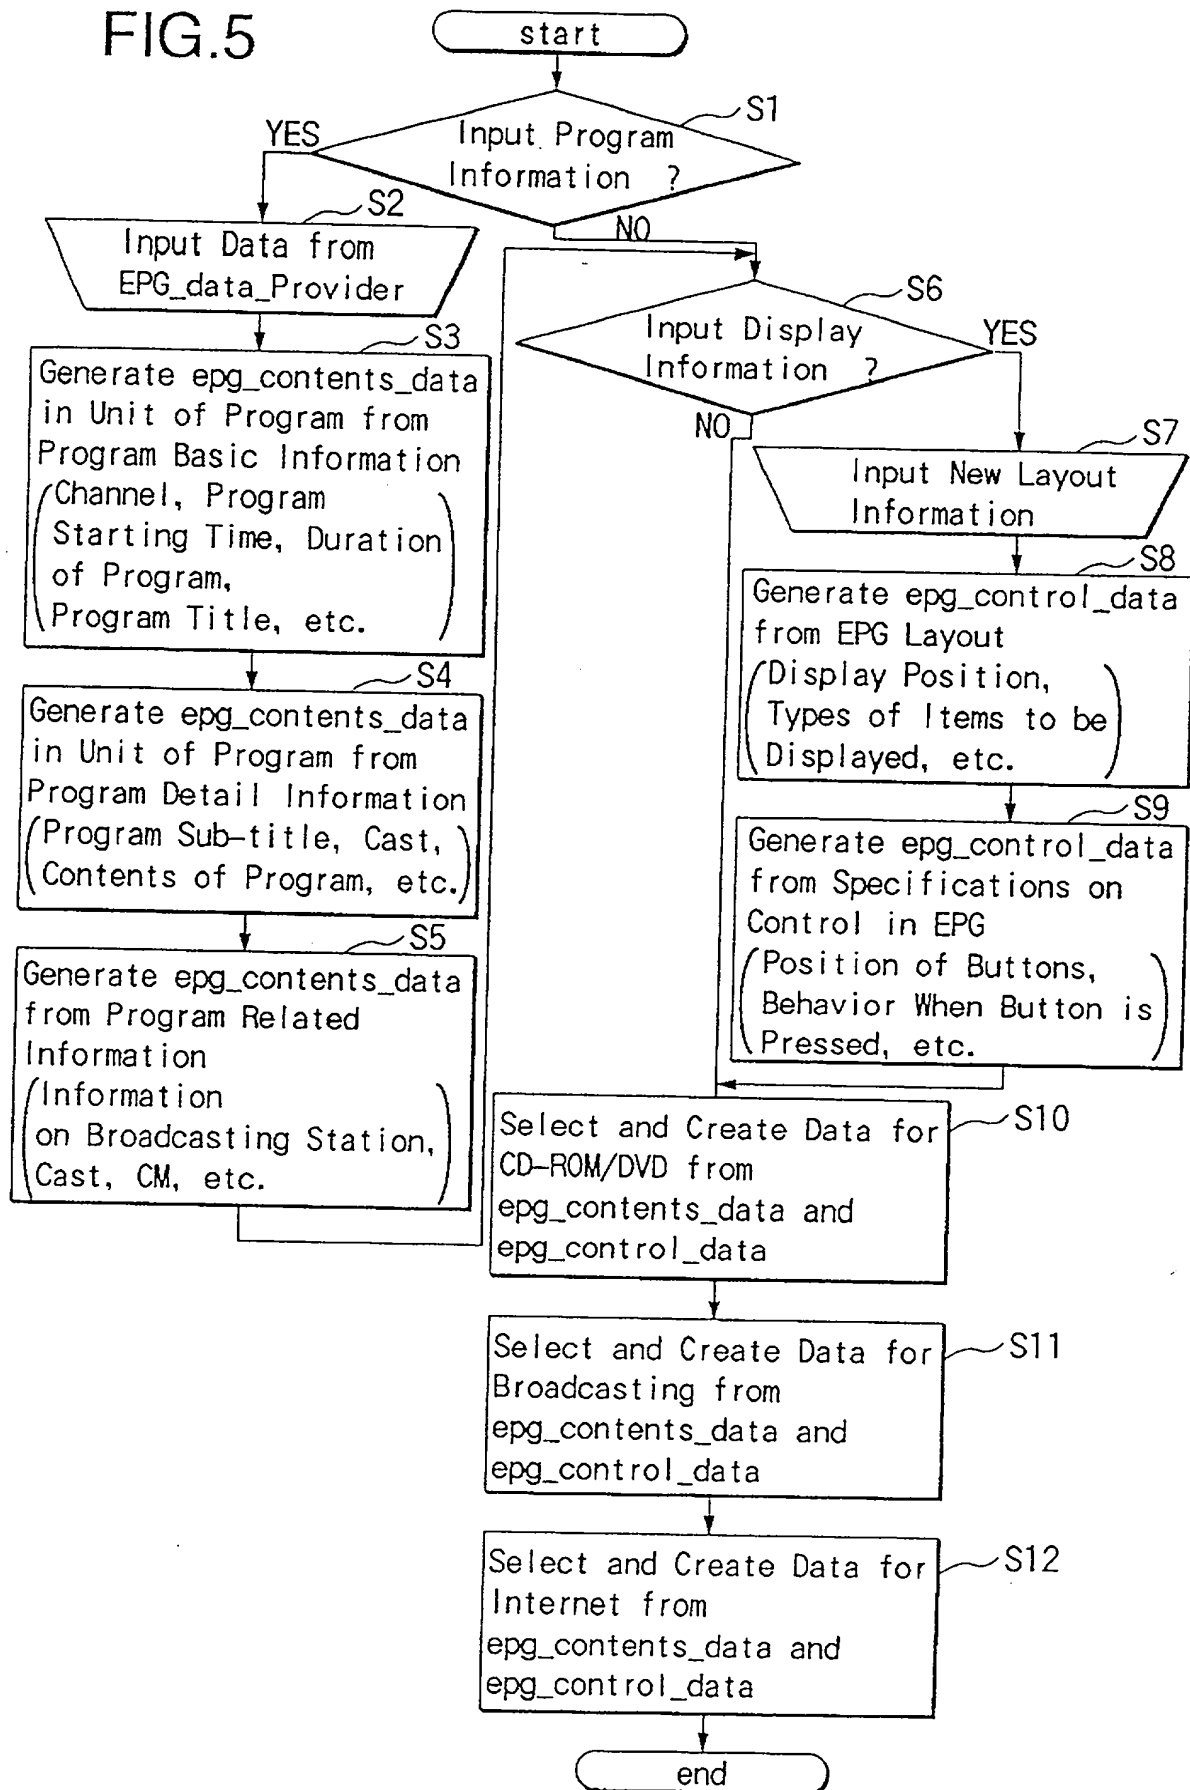 FIG.5
start
S1
Input Program
Information ?
YES
NO
S2
Input Data from
EPG_data_Provider
S3
Generate epg_contents_data
in Unit of Program from
Program Basic Information
(Channel, Program
Starting Time, Duration
of Program,
Program Title, etc.)
S4
Generate epg_contents_data
in Unit of Program from
Program Detail Information
(Program Sub-title, Cast,
Contents of Program, etc.)
S5
Generate epg_contents_data
from Program Related
Information
(Information
on Broadcasting Station,
Cast, CM, etc.)
S6
Input Display
Information ?
YES
NO
S7
Input New Layout
Information
S8
Generate epg_control_data
from EPG Layout
(Display Position,
Types of Items to be
Displayed, etc.)
S9
Generate epg_control_data
from Specifications on
Control in EPG
(Position of Buttons,
Behavior When Button is
Pressed, etc.)
S10
Select and Create Data for
CD-ROM/DVD from
epg_contents_data and
epg_control_data
S11
Select and Create Data for
Broadcasting from
epg_contents_data and
epg_control_data
S12
Select and Create Data for
Internet from
epg_contents_data and
epg_control_data
end